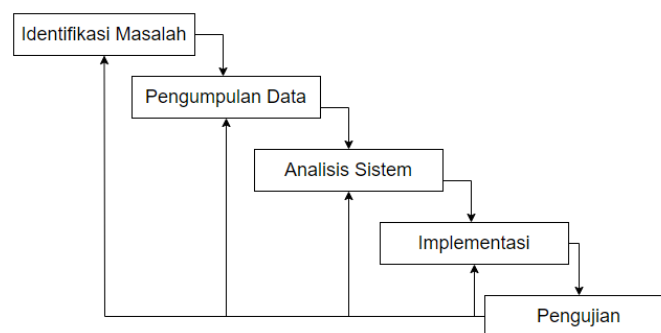 Identifikasi Masalah
Pengumpulan Data
Analisis Sistem
Implementasi
Pengujian